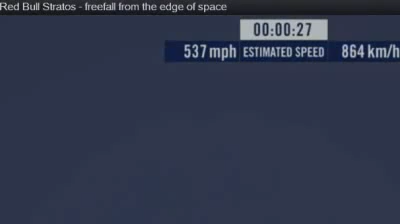 Red Bull Stratos - freefall from the edge of space
00:00:27
537 mph ESTIMATED SPEED 864 km/h